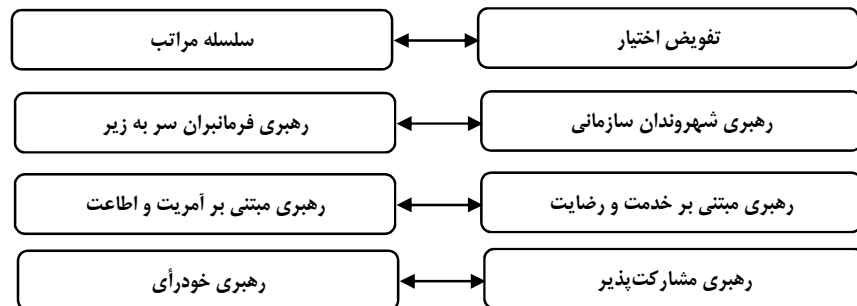 تفویض اختیار
سلسله مراتب
رهبری شهروندان سازمانی
رهبری فرمانبران سر به زیر
رهبری مبتنی بر خدمت و رضایت
رهبری مبتنی بر آمریت و اطاعت
رهبری مشارکت‌پذیر
رهبری خودرأی